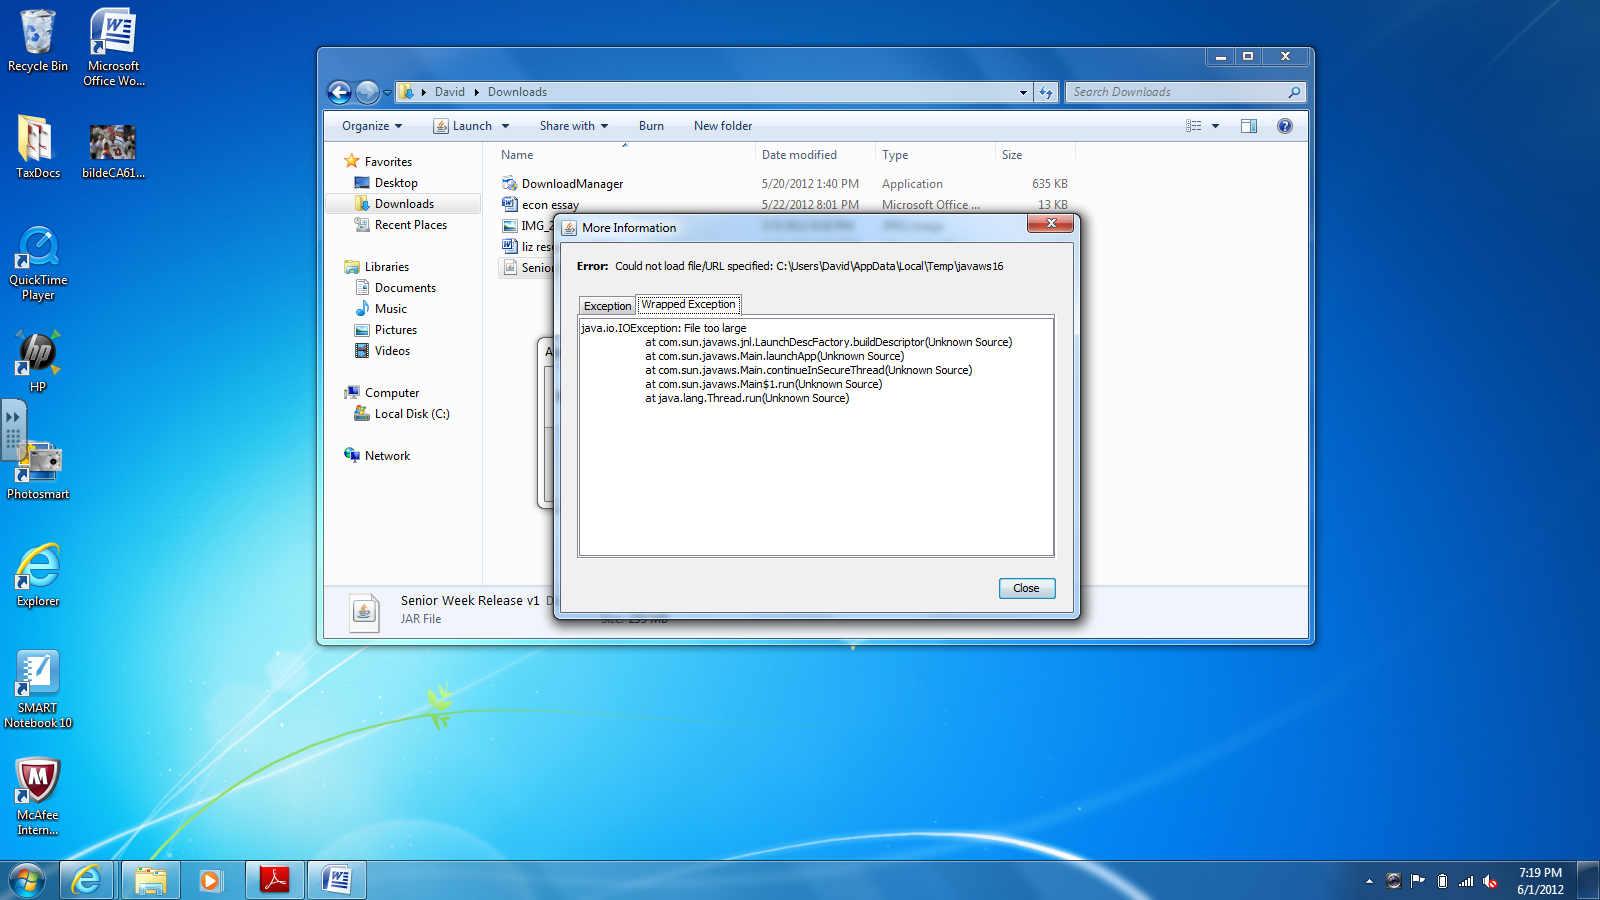 Recycle Bin
Microsoft
Office Wo...
TaxDocs
bildeCA61...
QuickTime
Player
HP
Photosmart
Explorer
SMART
Notebook 10
McAfee
Intern...
David
Downloads
Search Downloads
Organize
Launch
Share with
Burn
New folder
Favorites
Desktop
Downloads
Recent Places
Libraries
Documents
Music
Pictures
Videos
Computer
Local Disk (C:)
Network
Name Date modified Type Size
DownloadManager 5/20/2012 1:40 PM Application 635 KB
econ essay 5/22/2012 8:01 PM Microsoft Office ... 13 KB
IMG_2
liz res
Senior
More Information
Error: Could not load file/URL specified: C:\Users\David\AppData\Local\Temp\javaws16
Exception
Wrapped Exception
java.io.IOException: File too large
at com.sun.javaws.jnl.LaunchDescFactory.buildDescriptor(Unknown Source)
at com.sun.javaws.Main.launchApp(Unknown Source)
at com.sun.javaws.Main.continueInSecureThread(Unknown Source)
at com.sun.javaws.Main$1.run(Unknown Source)
at java.lang.Thread.run(Unknown Source)
Close
Senior Week Release v1
JAR File
7:19 PM
6/1/2012